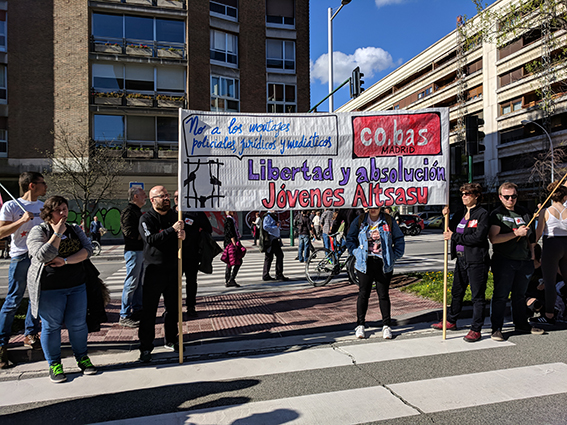 No a los montajes
policiales, jurídicos y mediáticos
co.bas
MADRID
Libertad y absolución
Jóvenes Altsasu